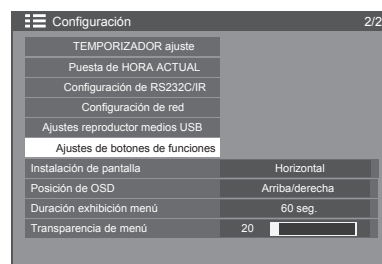 Configuración 2/2
TEMPORIZADOR ajuste
Puesta de HORA ACTUAL
Configuración de RS232C/IR
Configuración de red
Ajustes reproductor medios USB
Ajustes de botones de funciones
Instalación de pantalla Horizontal
Posición de OSD Arriba/derecha
Duración exhibición menú 60 seg.
Transparencia de menú 20